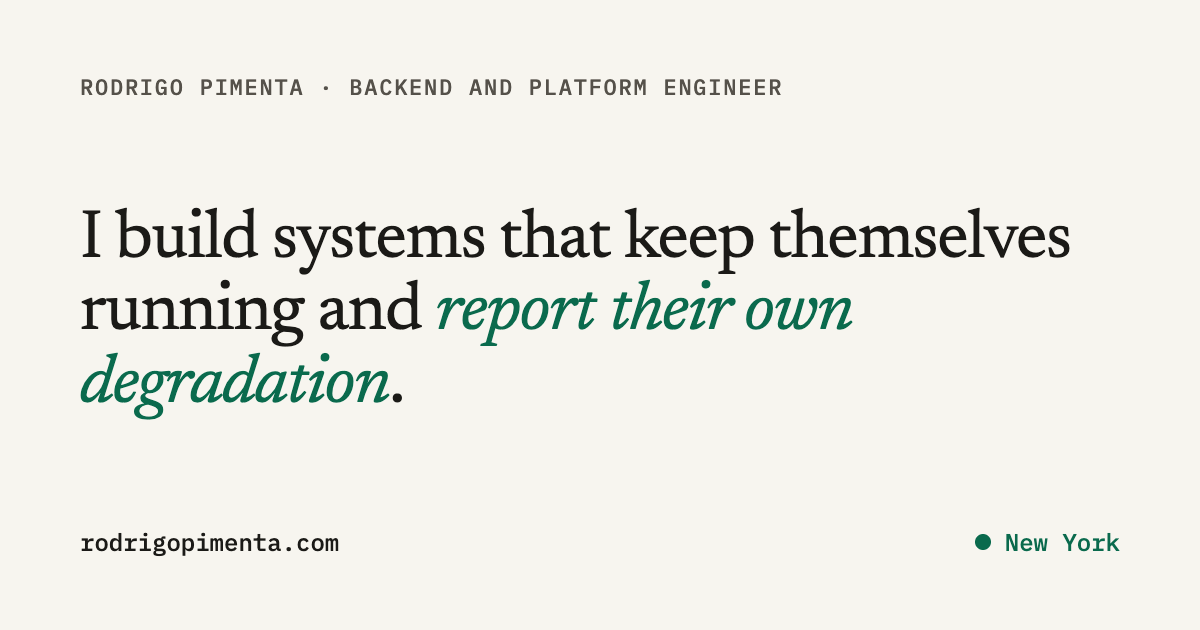 RODRIGO PIMENTA · BACKEND AND PLATFORM ENGINEER
I build systems that keep themselves
running and report their own
degradation.
rodrigopimenta.com
New York